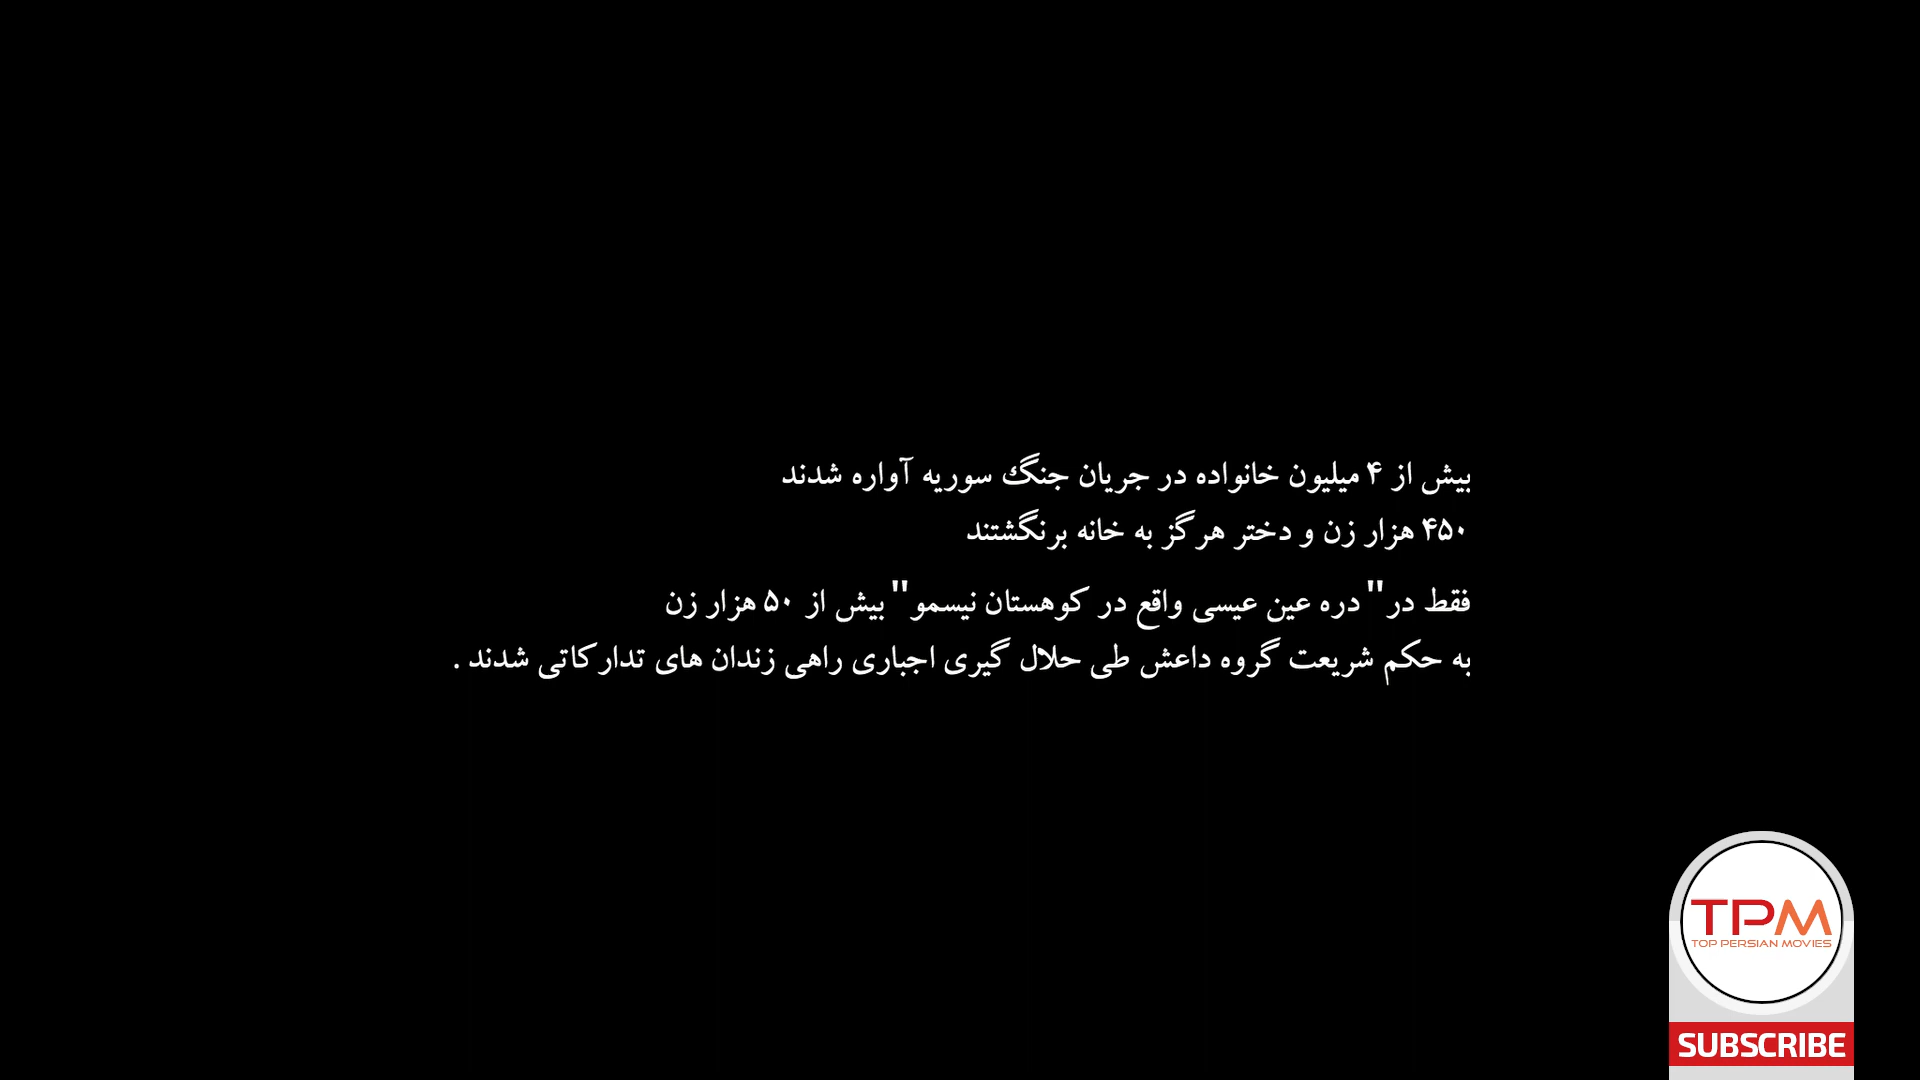 بیش از ۴ میلیون خانواده در جریان جنگ سوریه آواره شدند
۴۵۰ هزار زن و دختر هرگز به خانه برنگشتند
فقط در" دره عین عیسی واقع در کوهستان نیسمو" بیش از ۵۰ هزار زن
به حکم شریعت گروه داعش طی حلال گیری اجباری راهی زندان های تدارکاتی شدند .
TPM
TOP PERSIAN MOVIES
SUBSCRIBE